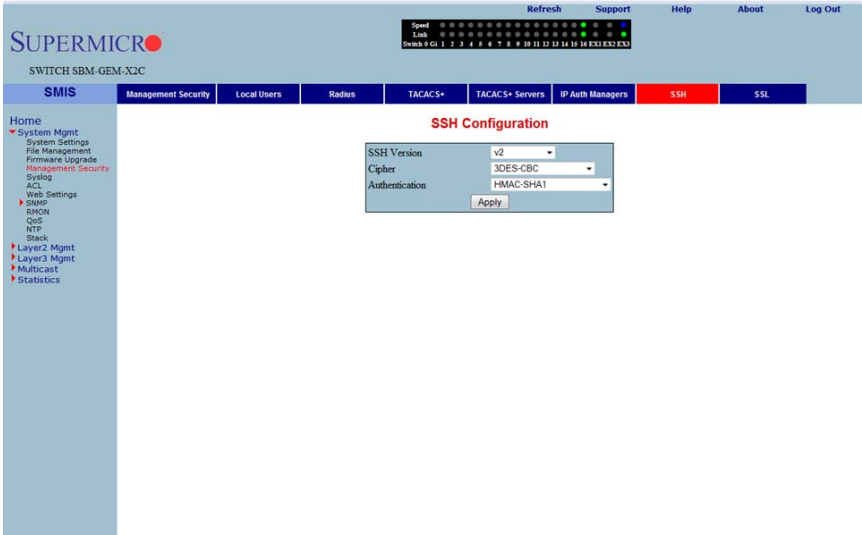 Refresh Support Help About Log Out
SUPERMICRO
SWITCH SBM-GEM-X2C
Speed
Link
Switch 0 Gi 1 2 3 4 5 6 7 8 9 10 11 12 13 14 15 16 EX1 EX2 EX3
SMIS
Management Security Local Users Radius TACACS+ TACACS+ Servers IP Auth Managers SSH SSL
Home
System Mgmt
System Settings
File Management
Firmware Upgrade
Management Security
Syslog
ACL
Web Settings
SNMP
RMON
QoS
NTP
Stack
Layer2 Mgmt
Layer3 Mgmt
Multicast
Statistics
SSH Configuration
SSH Version v2
Cipher 3DES-CBC
Authentication HMAC-SHA1
Apply